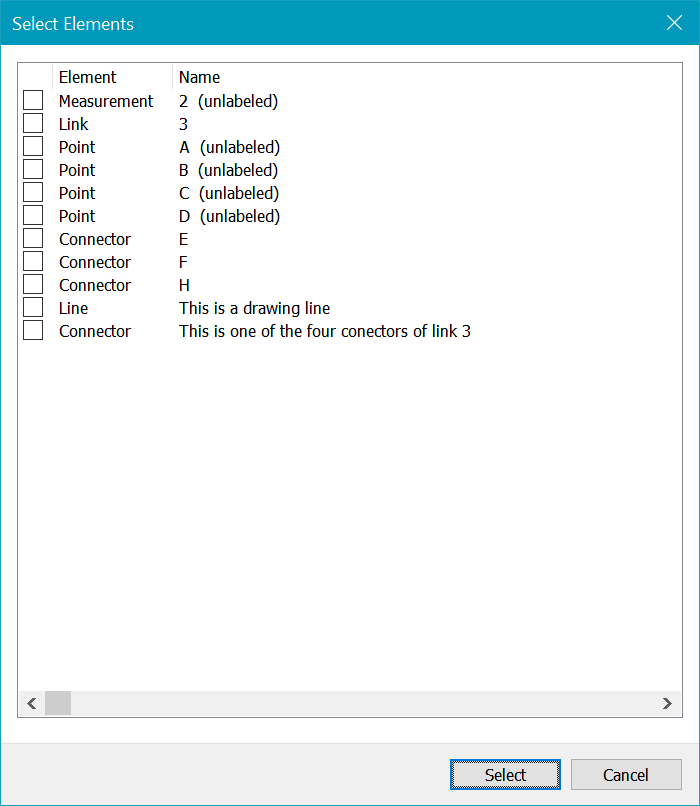 Select Elements
Element Name
Measurement 2 (unlabeled)
Link 3
Point A (unlabeled)
Point B (unlabeled)
Point C (unlabeled)
Point D (unlabeled)
Connector E
Connector F
Connector H
Line This is a drawing line
Connector This is one of the four conectors of link 3
Select Cancel